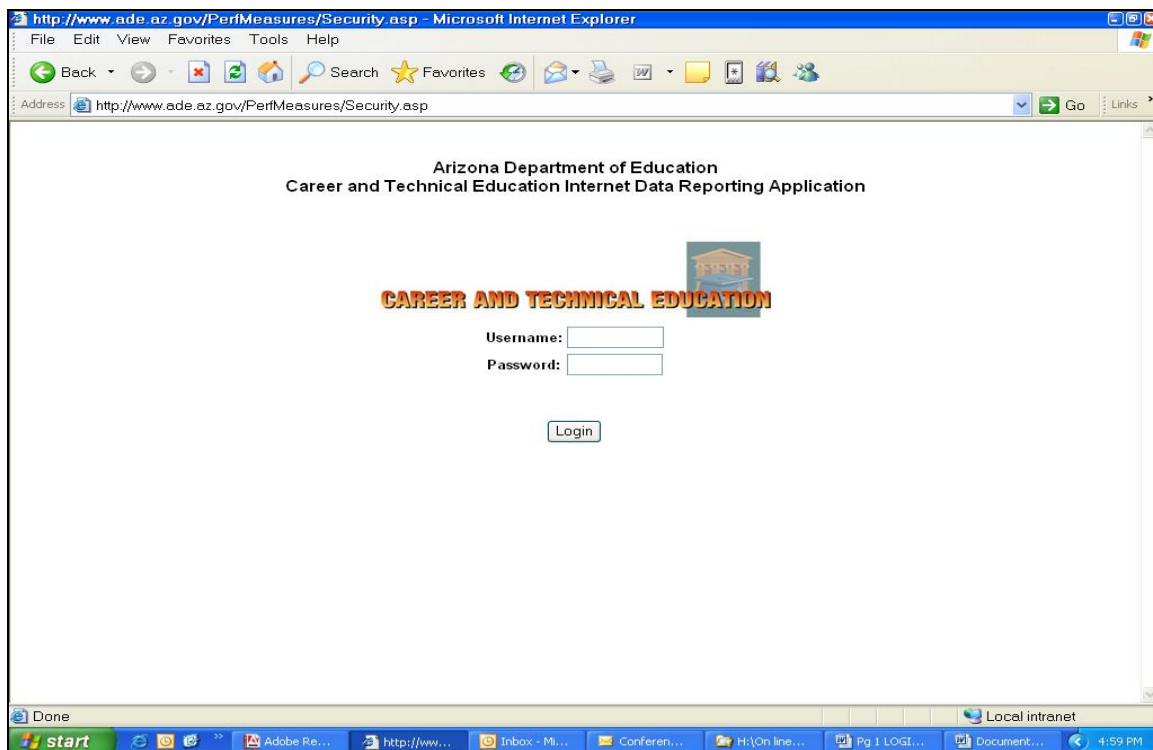 http://www.ade.az.gov/PerfMeasures/Security.asp - Microsoft Internet Explorer
File Edit View Favorites Tools Help
Back Search Favorites
Address http://www.ade.az.gov/PerfMeasures/Security.asp Go Links
Arizona Department of Education
Career and Technical Education Internet Data Reporting Application
CAREER AND TECHNICAL EDUCATION
Username:
Password:
Login
Done Local intranet
start Adobe Re... http://ww... Inbox - Mi... Conferen... H:\On line... Pg 1 LOGI... Document... 4:59 PM